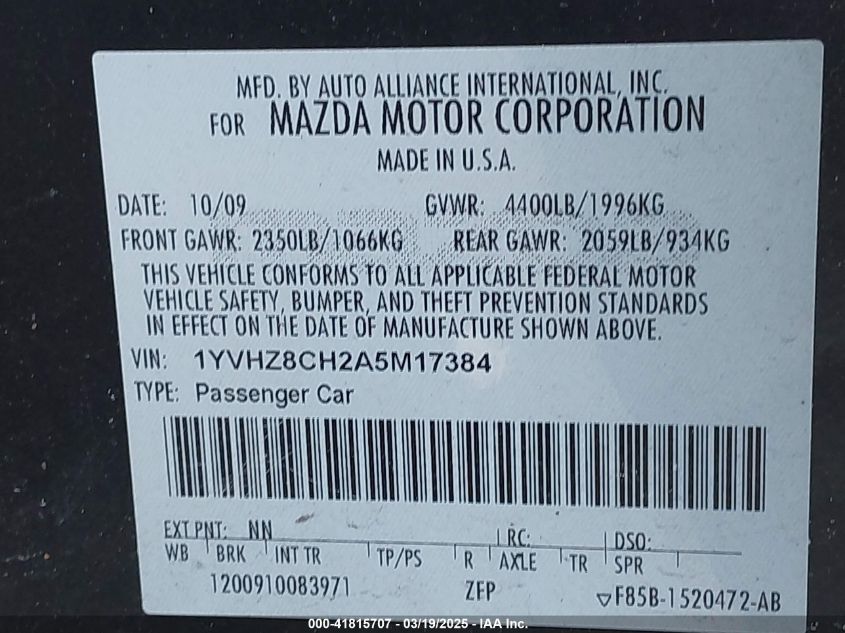 MFD. BY AUTO ALLIANCE INTERNATIONAL, INC.
FOR MAZDA MOTOR CORPORATION
MADE IN U.S.A.
DATE: 10/09 GVWR: 4400LB/1996KG
FRONT GAWR: 2350LB/1066KG REAR GAWR: 2059LB/934KG
THIS VEHICLE CONFORMS TO ALL APPLICABLE FEDERAL MOTOR
VEHICLE SAFETY, BUMPER, AND THEFT PREVENTION STANDARDS
IN EFFECT ON THE DATE OF MANUFACTURE SHOWN ABOVE.
VIN: 1YVHZ8CH2A5M17384
TYPE: Passenger Car
EXT PNT: NN RC: DSO:
WB BRK INT TR TP/PS R AXLE TR SPR
1200910083971 ZFP ▽F85B-1520472-AB
000-41815707 - 03/19/2025 - IAA Inc.